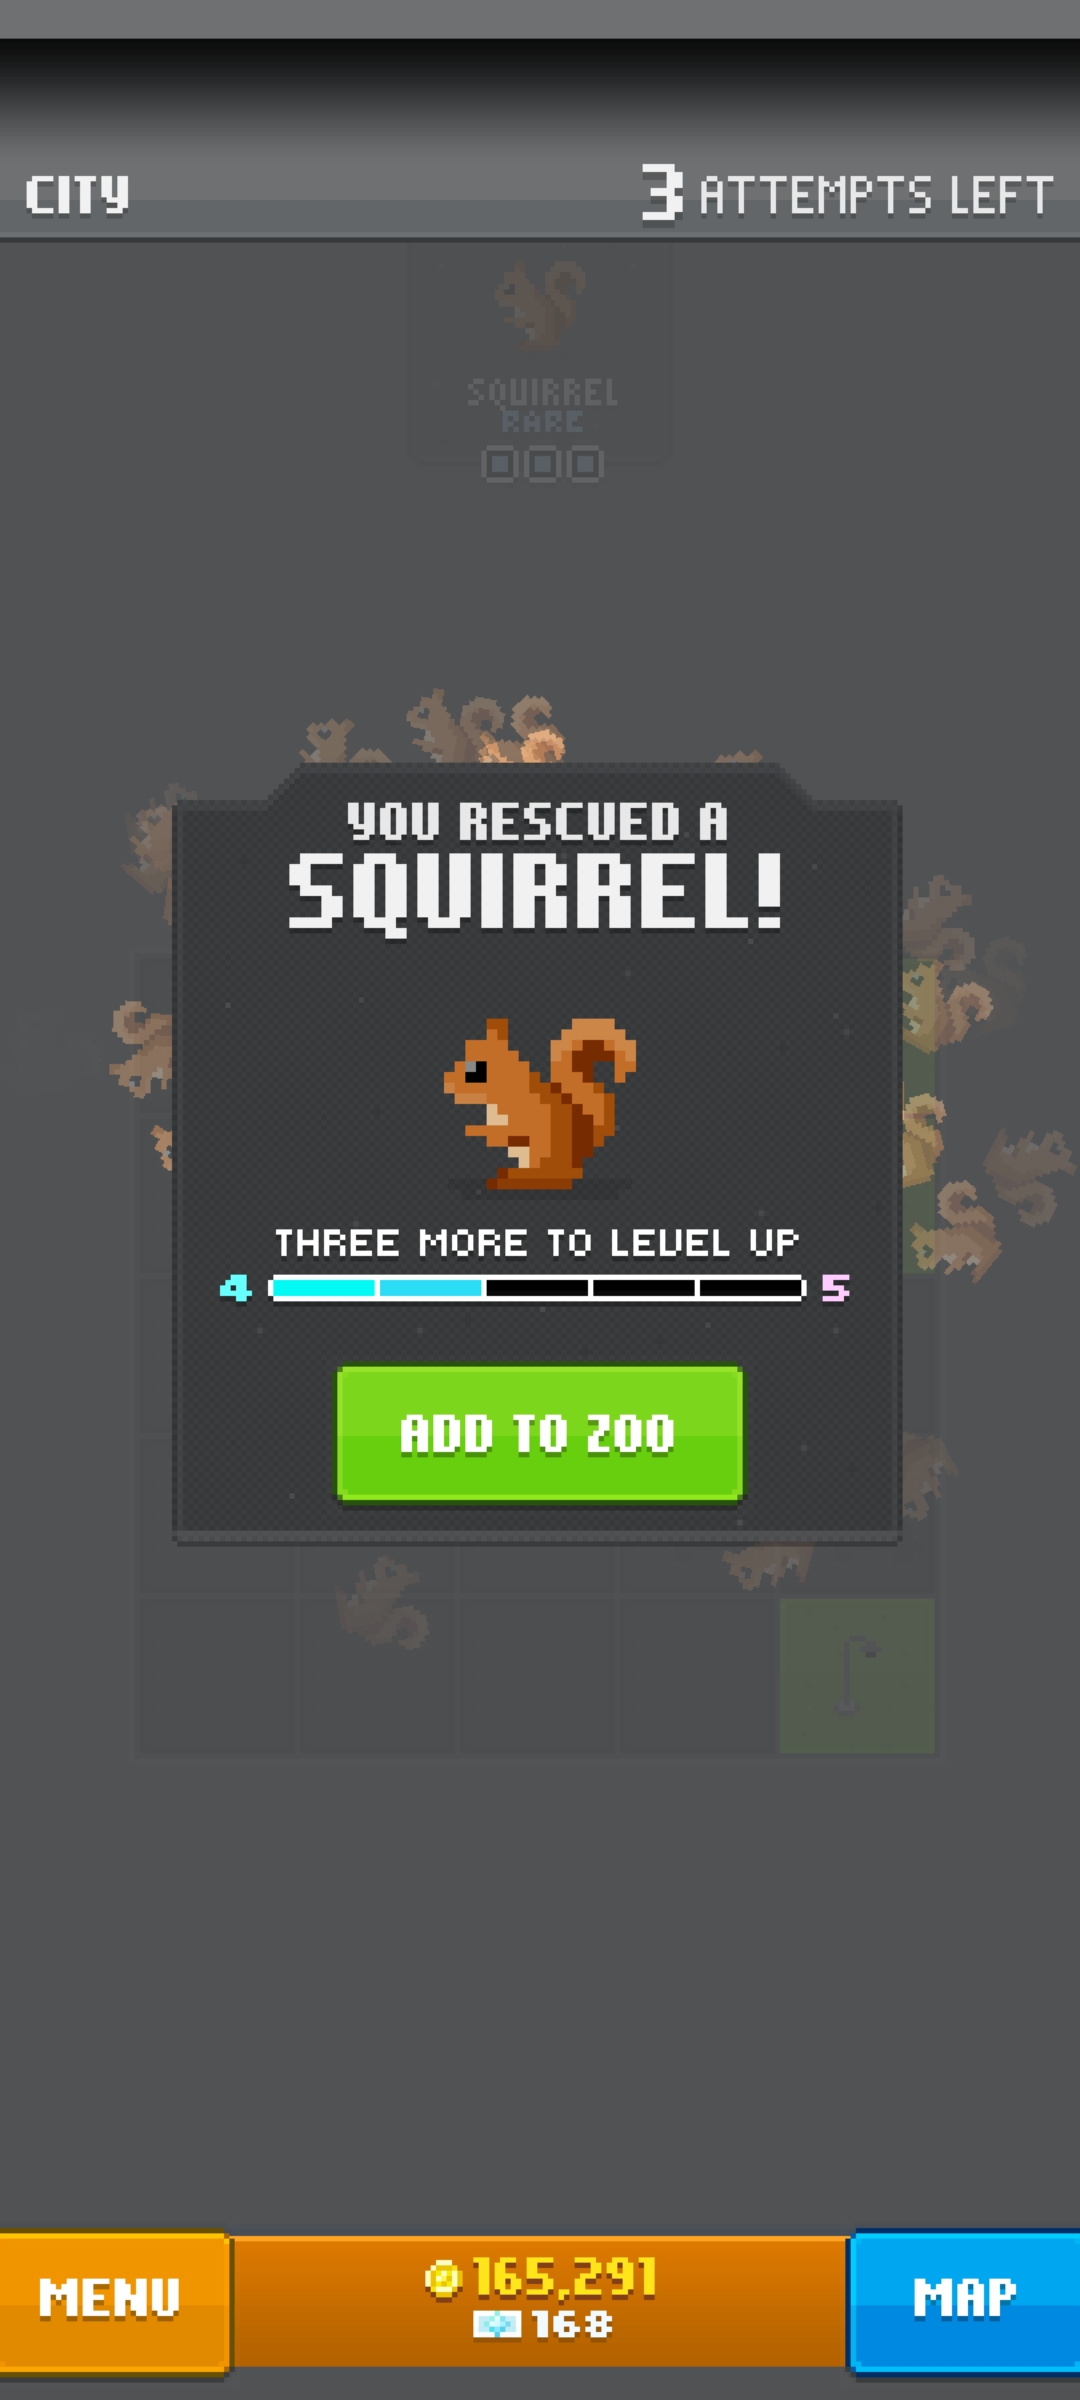 CITY
3 ATTEMPTS LEFT
SQUIRREL
RARE
YOU RESCUED A
SQUIRREL!
THREE MORE TO LEVEL UP
4 5
ADD TO ZOO
MENU
165,291
168
MAP